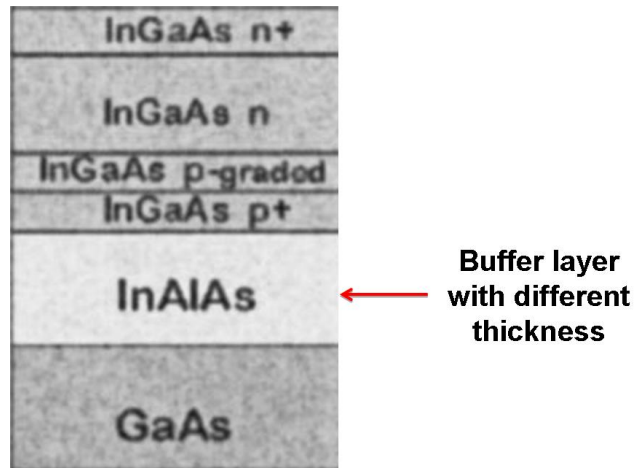 InGaAs n+
InGaAs n
InGaAs p-graded
InGaAs p+
InAlAs
Buffer layer
with different
thickness
GaAs